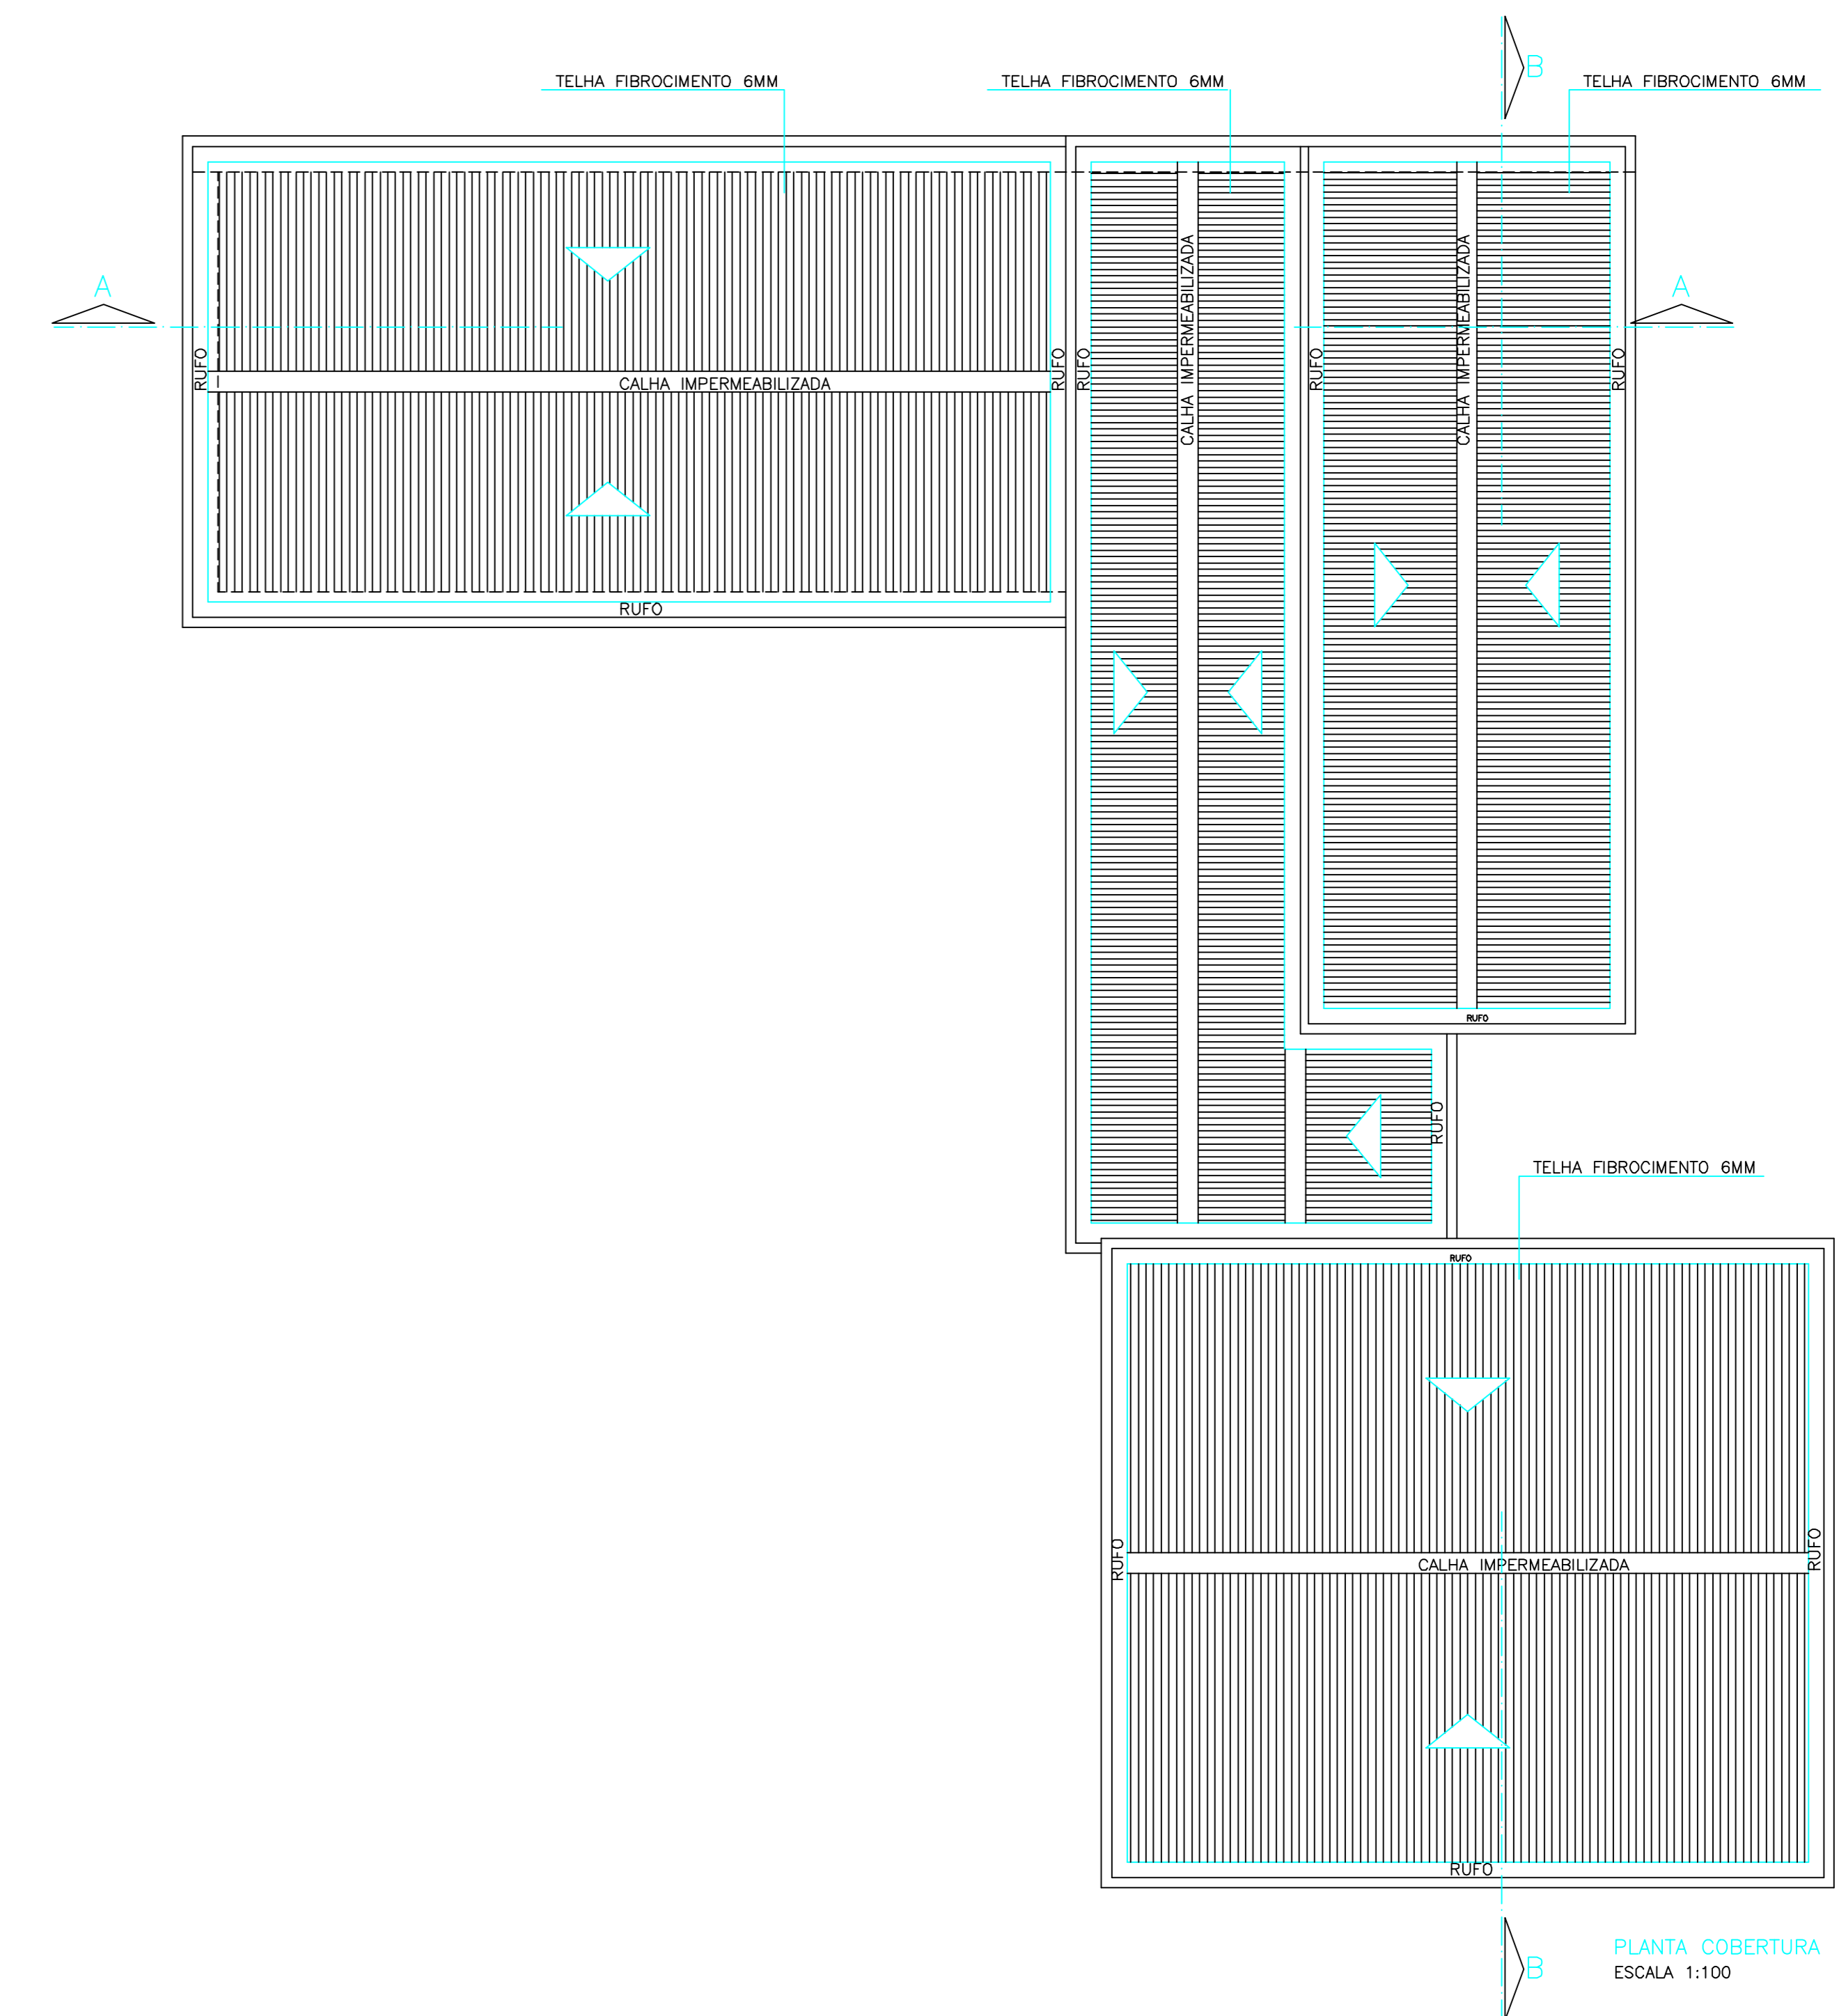 B
TELHA FIBROCIMENTO 6MM
TELHA FIBROCIMENTO 6MM
TELHA FIBROCIMENTO 6MM
A
A
CALHA IMPERMEABILIZADA
CALHA IMPERMEABILIZADA
RUFO
RUFO
RUFO
RUFO
RUFO
CALHA IMPERMEABILIZADA
RUFO
RUFO
RUFO
TELHA FIBROCIMENTO 6MM
RUFO
RUFO
RUFO
CALHA IMPERMEABILIZADA
RUFO
PLANTA COBERTURA
B
ESCALA 1:100